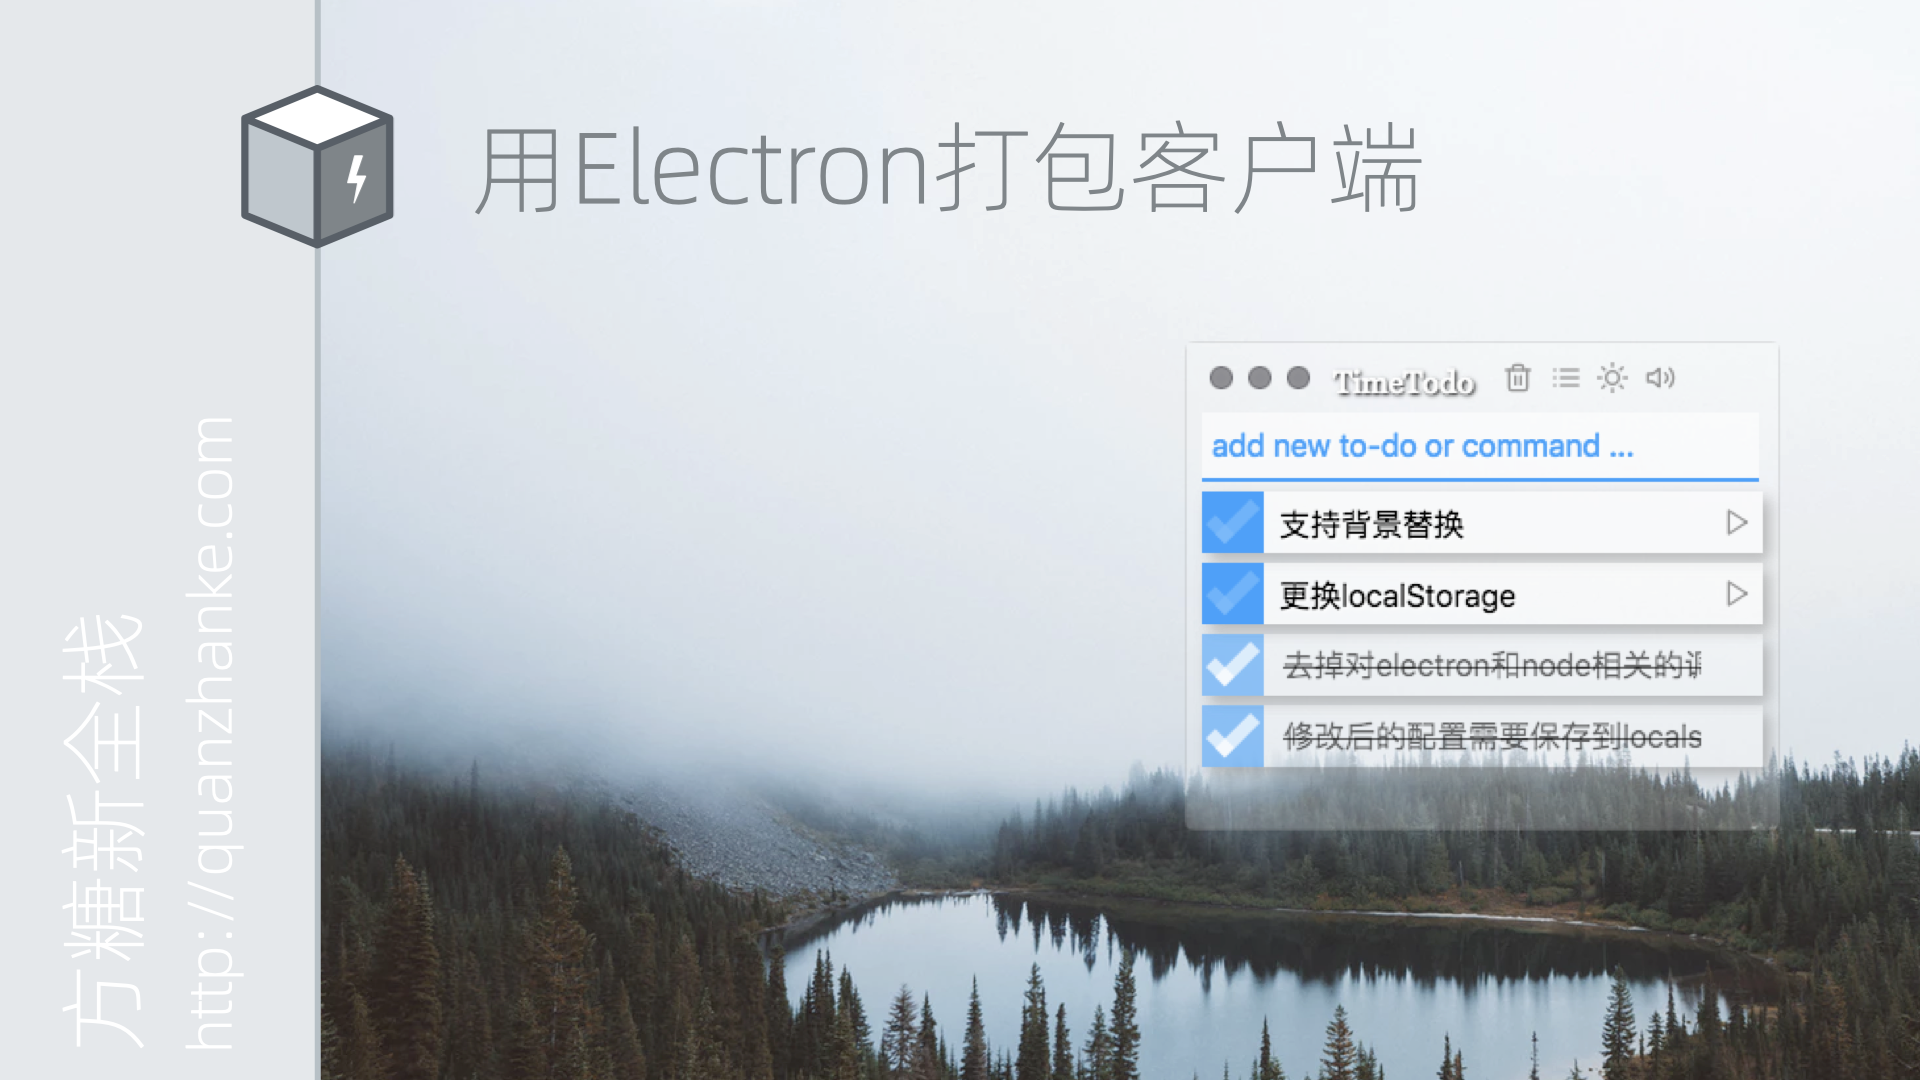 用Electron打包客户端
方糖新全栈
http://quanzhanke.com
TimeTodo
add new to-do or command ...
支持背景替换
更换localStorage
去掉对electron和node相关的
修改后的配置需要保存到locals